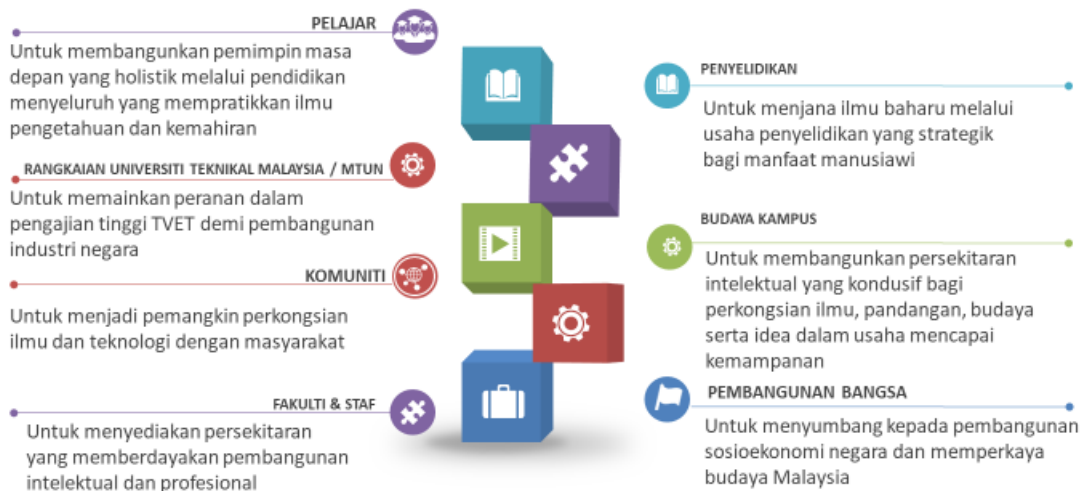 PELAJAR
Untuk membangunkan pemimpin masa
depan yang holistik melalui pendidikan
menyeluruh yang mempratikkan ilmu
pengetahuan dan kemahiran
RANGKAIAN UNIVERSITI TEKNIKAL MALAYSIA / MTUN
Untuk memainkan peranan dalam
pengajian tinggi TVET demi pembangunan
industri negara
KOMUNITI
Untuk menjadi pemangkin perkongsian
ilmu dan teknologi dengan masyarakat
FAKULTI & STAF
Untuk menyediakan persekitaran
yang memberdayakan pembangunan
intelektual dan profesional
PENYELIDIKAN
Untuk menjana ilmu baharu melalui
usaha penyelidikan yang strategik
bagi manfaat manusiawi
BUDAYA KAMPUS
Untuk membangunkan persekitaran
intelektual yang kondusif bagi
perkongsian ilmu, pandangan, budaya
serta idea dalam usaha mencapai
kemampanan
PEMBANGUNAN BANGSA
Untuk menyumbang kepada pembangunan
sosioekonomi negara dan memperkaya
budaya Malaysia